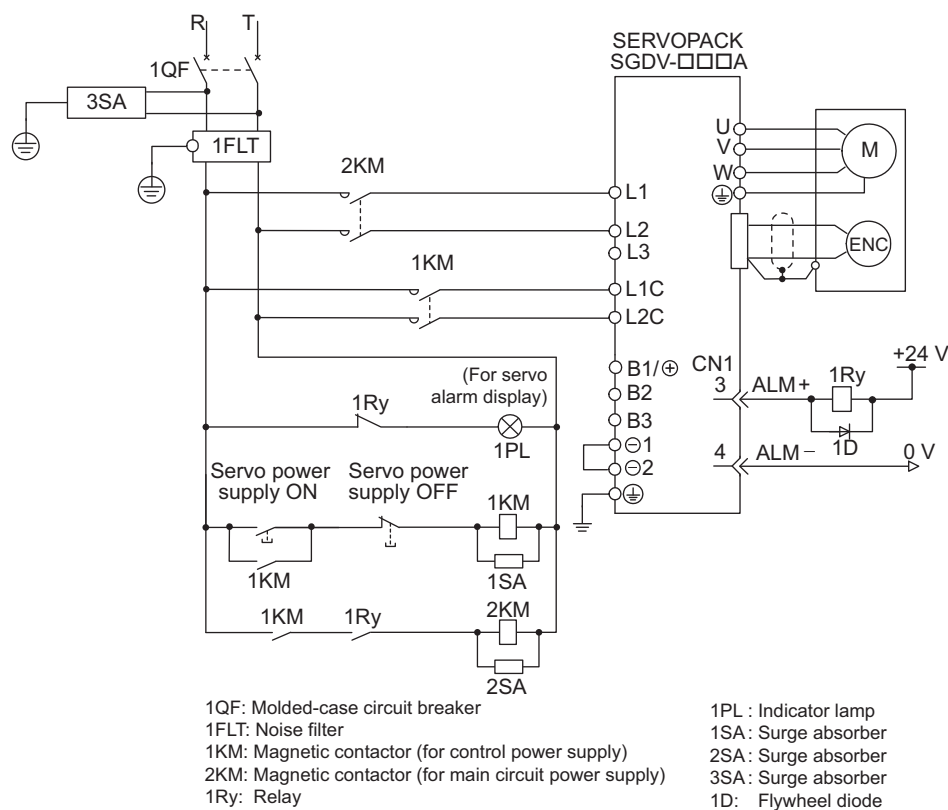 R T
SERVOPACK
SGDV-□□□A
1QF
3SA
1FLT
U
V
W
M
2KM
L1
L2
L3
ENC
1KM
L1C
L2C
+24 V
B1/⊕ CN1
(For servo
alarm display)
3 ALM+ 1Ry
B2
1Ry
B3
1PL
⊖1
1D
4 ALM− 0 V
⊖2
Servo power
supply ON
Servo power
supply OFF
1KM
1KM
1SA
1KM 1Ry 2KM
2SA
1QF: Molded-case circuit breaker
1FLT: Noise filter
1KM: Magnetic contactor (for control power supply)
2KM: Magnetic contactor (for main circuit power supply)
1Ry: Relay
1PL : Indicator lamp
1SA : Surge absorber
2SA : Surge absorber
3SA : Surge absorber
1D: Flywheel diode